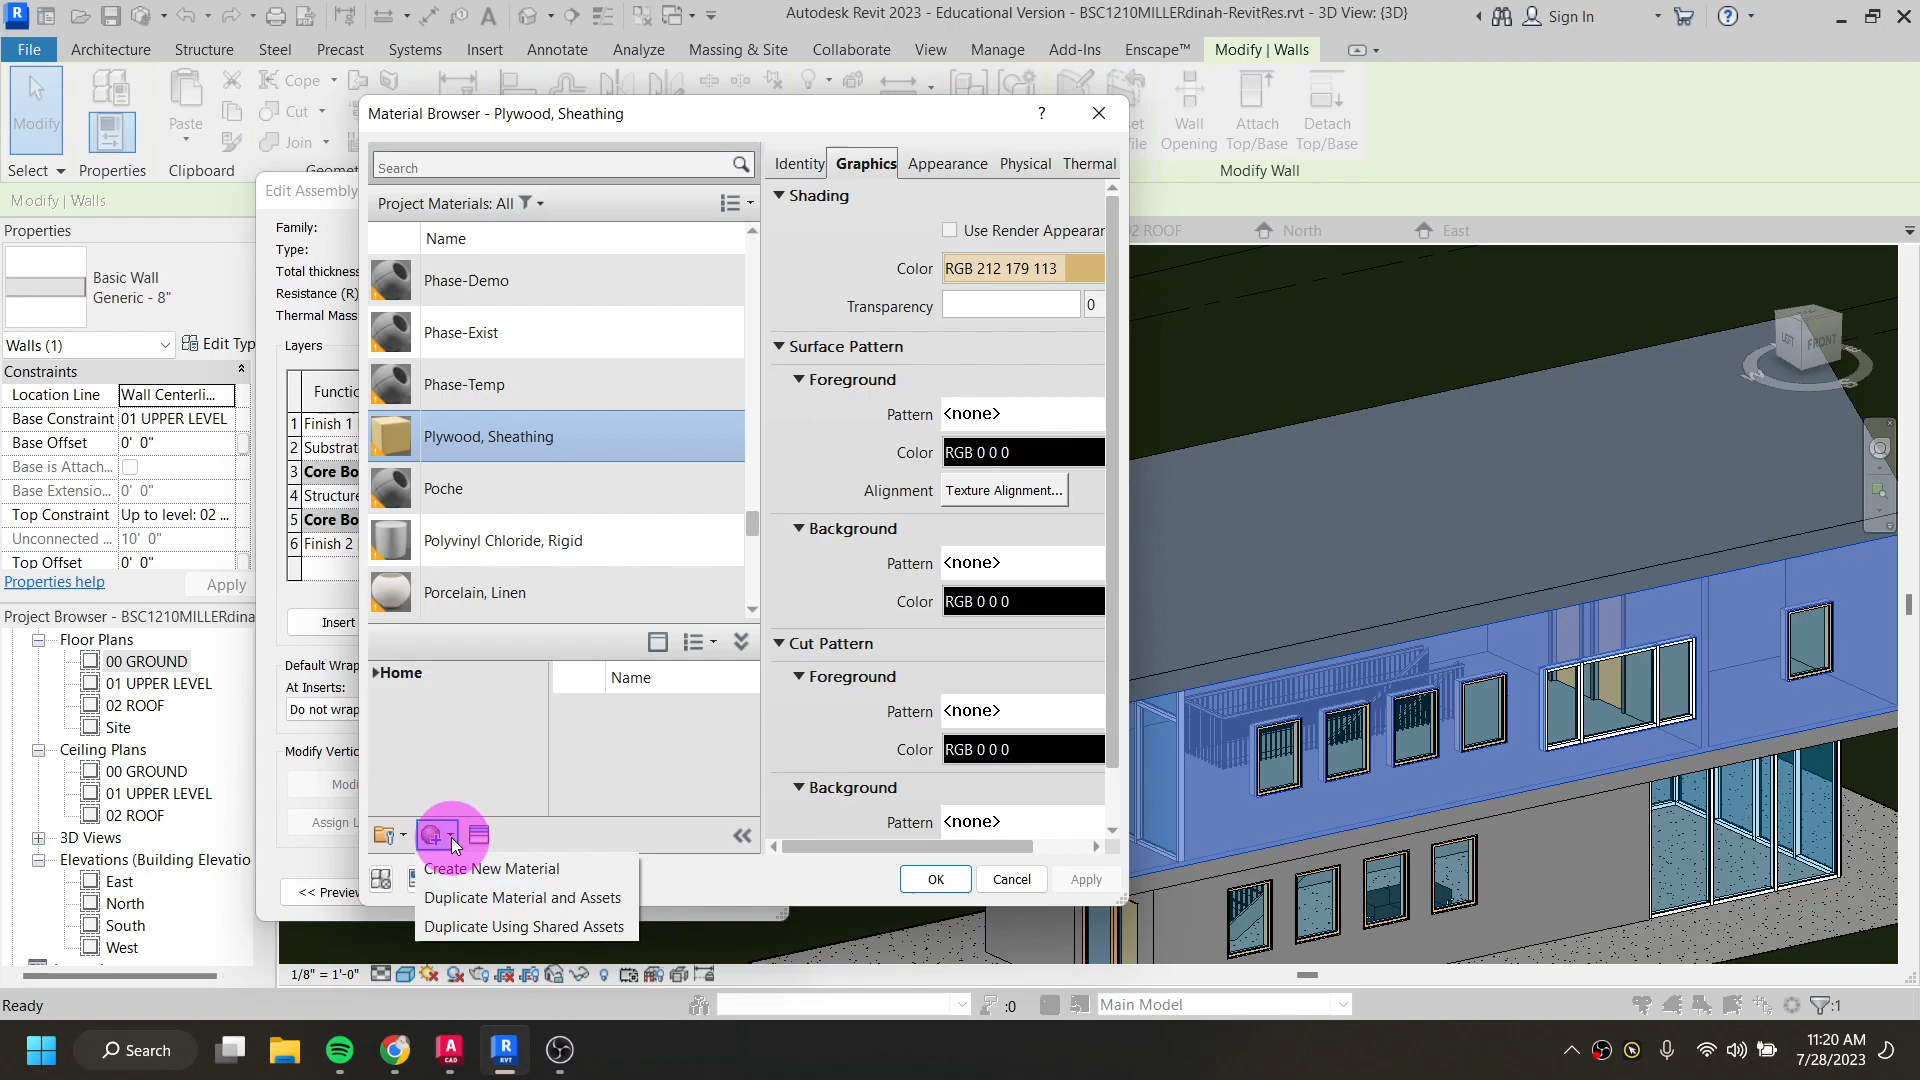 Autodesk Revit 2023 - Educational Version - BSC1210MILLERdinah-RevitRes.rvt - 3D View: {3D}
Sign In
File Architecture Structure Steel Precast Systems Insert Annotate Analyze Massing & Site Collaborate View Manage Add-Ins Enscape™ Modify | Walls
Modify
Paste
Cope
Cut
Join
Wall
Opening
Attach
Top/Base
Detach
Top/Base
Select Properties Clipboard Modify Wall
Modify | Walls
Edit Assembly
Material Browser - Plywood, Sheathing
?
Search
Project Materials: All
Name
Phase-Demo
Phase-Exist
Phase-Temp
Plywood, Sheathing
Poche
Polyvinyl Chloride, Rigid
Porcelain, Linen
Home
Name
Create New Material
Duplicate Material and Assets
Duplicate Using Shared Assets
Identity Graphics Appearance Physical Thermal
Shading
Use Render Appearar
Color RGB 212 179 113
Transparency 0
Surface Pattern
Foreground
Pattern <none>
Color RGB 0 0 0
Alignment Texture Alignment...
Background
Pattern <none>
Color RGB 0 0 0
Cut Pattern
Foreground
Pattern <none>
Color RGB 0 0 0
Background
Pattern <none>
OK Cancel Apply
02 ROOF North East
Properties
Basic Wall
Generic - 8"
Walls (1) Edit Typ
Constraints
Location Line Wall Centerli...
Base Constraint 01 UPPER LEVEL
Base Offset 0' 0"
Base is Attach...
Base Extensio... 0' 0"
Top Constraint Up to level: 02 ...
Unconnected ... 10' 0"
Top Offset 0' 0"
Properties help Apply
Family:
Type:
Total thickness
Resistance (R)
Thermal Mass
Layers
Functic
1 Finish 1
2 Substrat
3 Core Bo
4 Structure
5 Core Bo
6 Finish 2
Insert
Default Wrap
At Inserts:
Do not wrap
Modify Vertic
Modi
Assign L
<< Previe
Project Browser - BSC1210MILLERdina
Floor Plans
00 GROUND
01 UPPER LEVEL
02 ROOF
Site
Ceiling Plans
00 GROUND
01 UPPER LEVEL
02 ROOF
3D Views
Elevations (Building Elevatio
East
North
South
West
LEFT FRONT
1/8" = 1'-0"
Ready
:0
Main Model
:1
Search
11:20 AM
7/28/2023